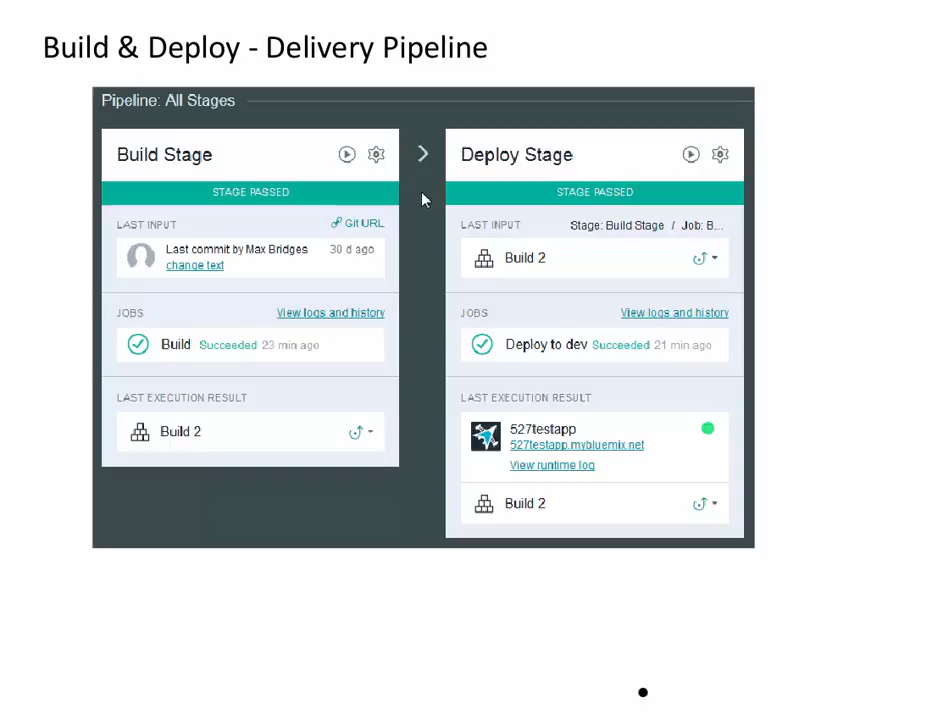 Build & Deploy - Delivery Pipeline
Pipeline: All Stages
Build Stage
STAGE PASSED
LAST INPUT
Git URL
Last commit by Max Bridges
30 d ago
change text
JOBS
View logs and history
Build Succeeded 23 min ago
LAST EXECUTION RESULT
Build 2
Deploy Stage
STAGE PASSED
LAST INPUT
Stage: Build Stage / Job: B...
Build 2
JOBS
View logs and history
Deploy to dev Succeeded 21 min ago
LAST EXECUTION RESULT
527testapp
527testapp.mybluemix.net
View runtime log
Build 2